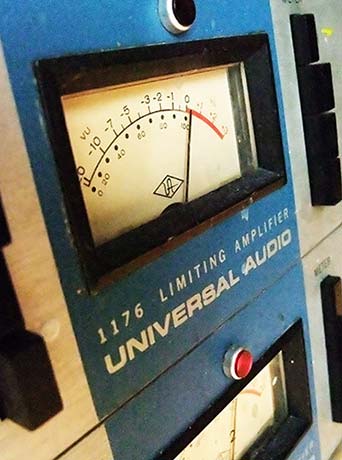 VU
-20 -10 -7 -5 -3 -2 -1 0 1 2 3
0 20 40 60 80 100
UA
1176 LIMITING AMPLIFIER
UNIVERSAL AUDIO
METER